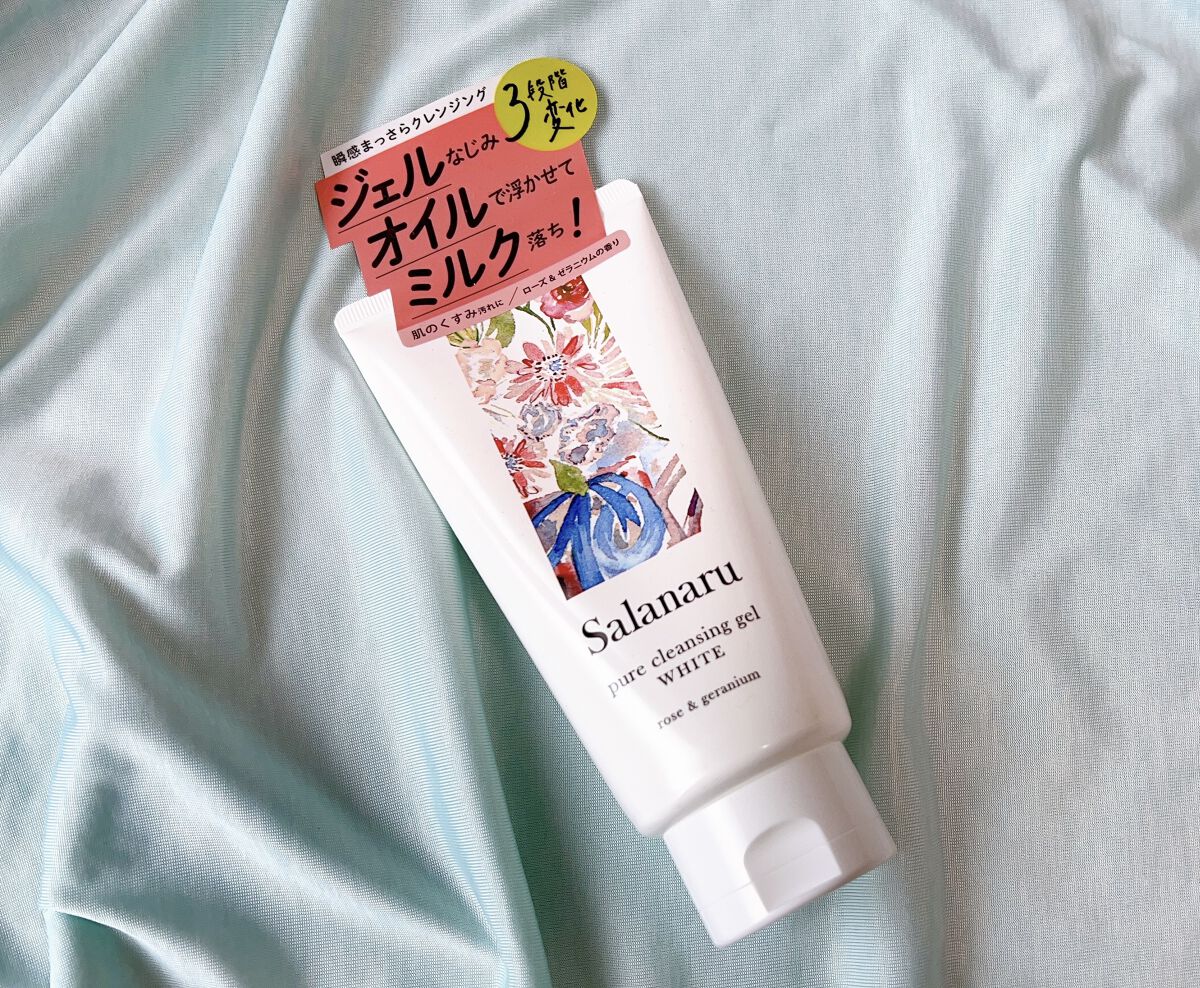 瞬感まっさらクレンジング
3段階
変化
ジェルなじみ
オイルで浮かせて
ミルク落ち!
肌のくすみ汚れに/ローズ&ゼラニウムの香り
Salanaru
pure cleansing gel
WHITE
rose & geranium